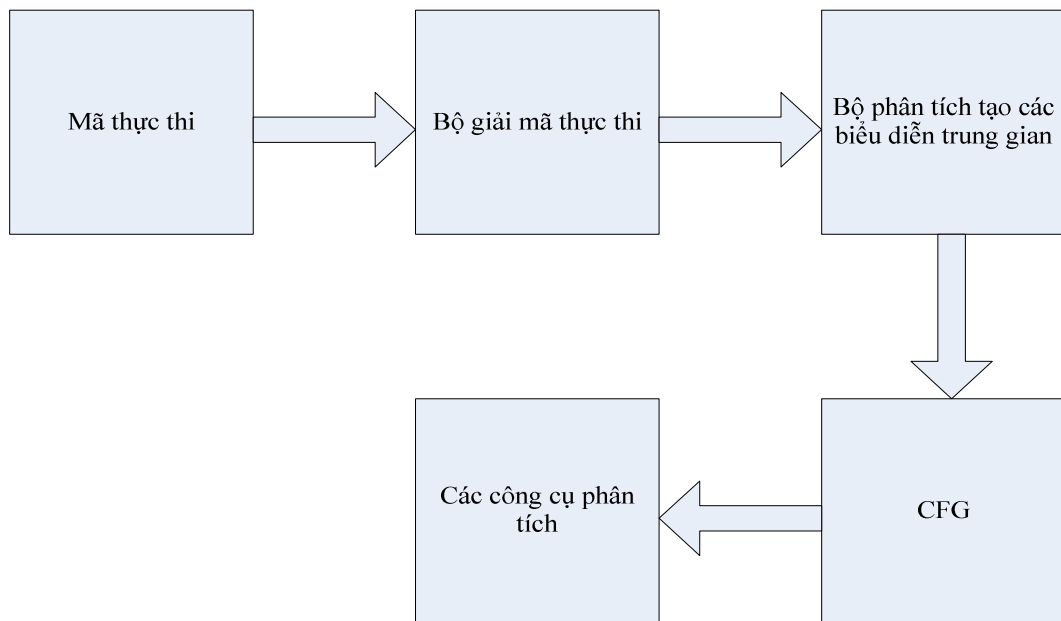 Mã thực thi
Bộ giải mã thực thi
Bộ phân tích tạo các
biểu diễn trung gian
Các công cụ phân
tích
CFG